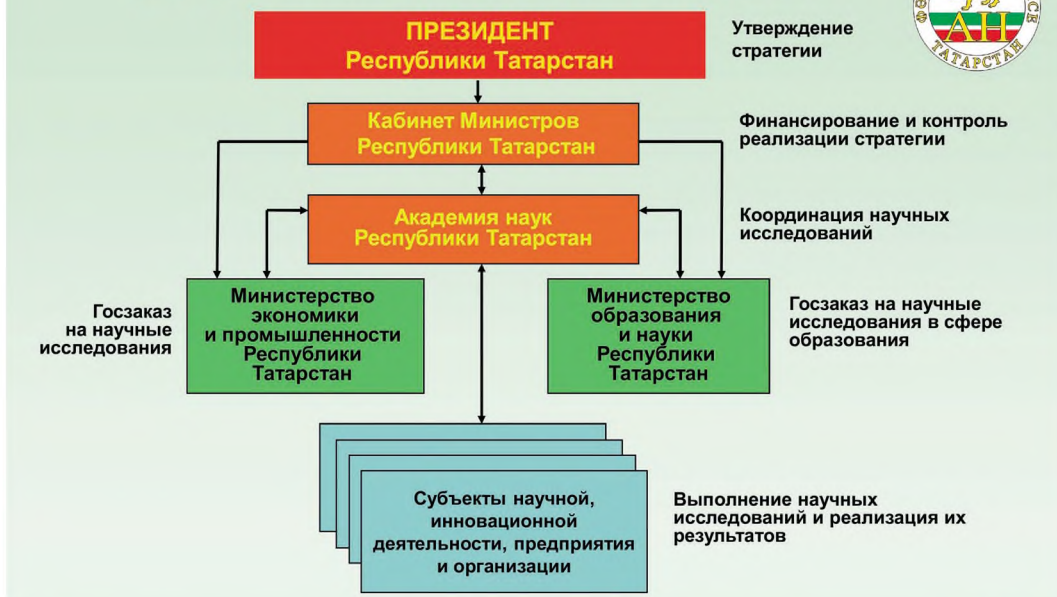 ПРЕЗИДЕНТ
Республики Татарстан
Утверждение
стратегии
АН
ТАТАРСТАН
Кабинет Министров
Республики Татарстан
Финансирование и контроль
реализации стратегии
Академия наук
Республики Татарстан
Координация научных
исследований
Госзаказ
на научные
исследования
Министерство
экономики
и промышленности
Республики
Татарстан
Министерство
образования
и науки
Республики
Татарстан
Госзаказ на научные
исследования в сфере
образования
Субъекты научной,
инновационной
деятельности, предприятия
и организации
Выполнение научных
исследований и реализация их
результатов